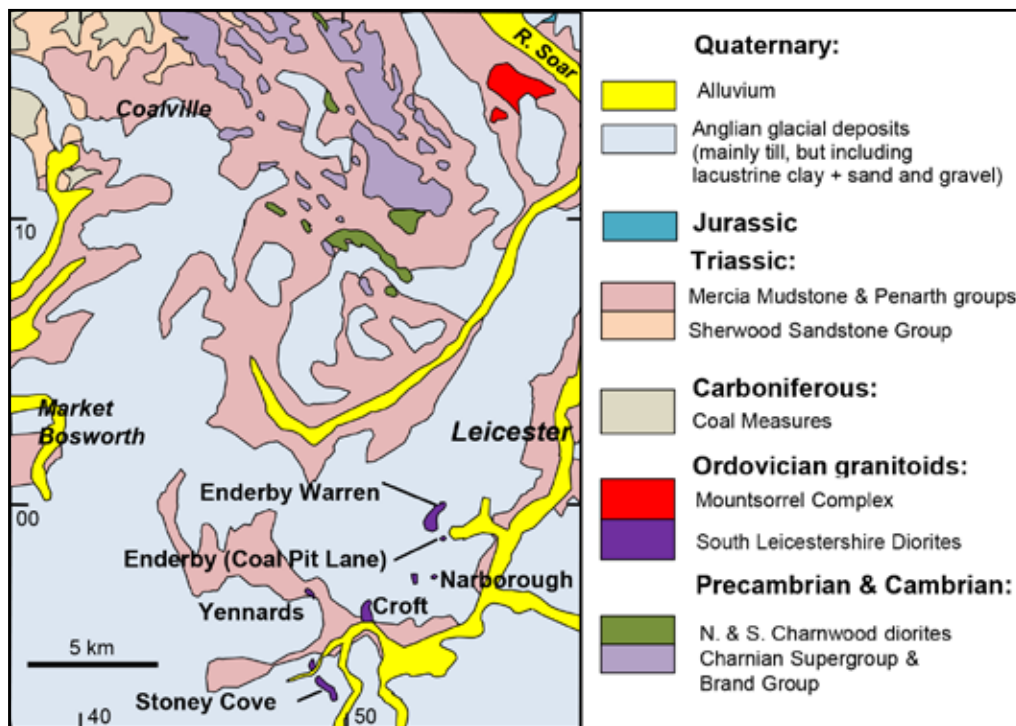 R. Soar
Coalville
10
Market
Bosworth
Leicester
Enderby Warren
00
Enderby (Coal Pit Lane)
Narborough
Yennards
Croft
5 km
Stoney Cove
40
50
Quaternary:
Alluvium
Anglian glacial deposits
(mainly till, but including
lacustrine clay + sand and gravel)
Jurassic
Triassic:
Mercia Mudstone & Penarth groups
Sherwood Sandstone Group
Carboniferous:
Coal Measures
Ordovician granitoids:
Mountsorrel Complex
South Leicestershire Diorites
Precambrian & Cambrian:
N. & S. Charnwood diorites
Charnian Supergroup &
Brand Group